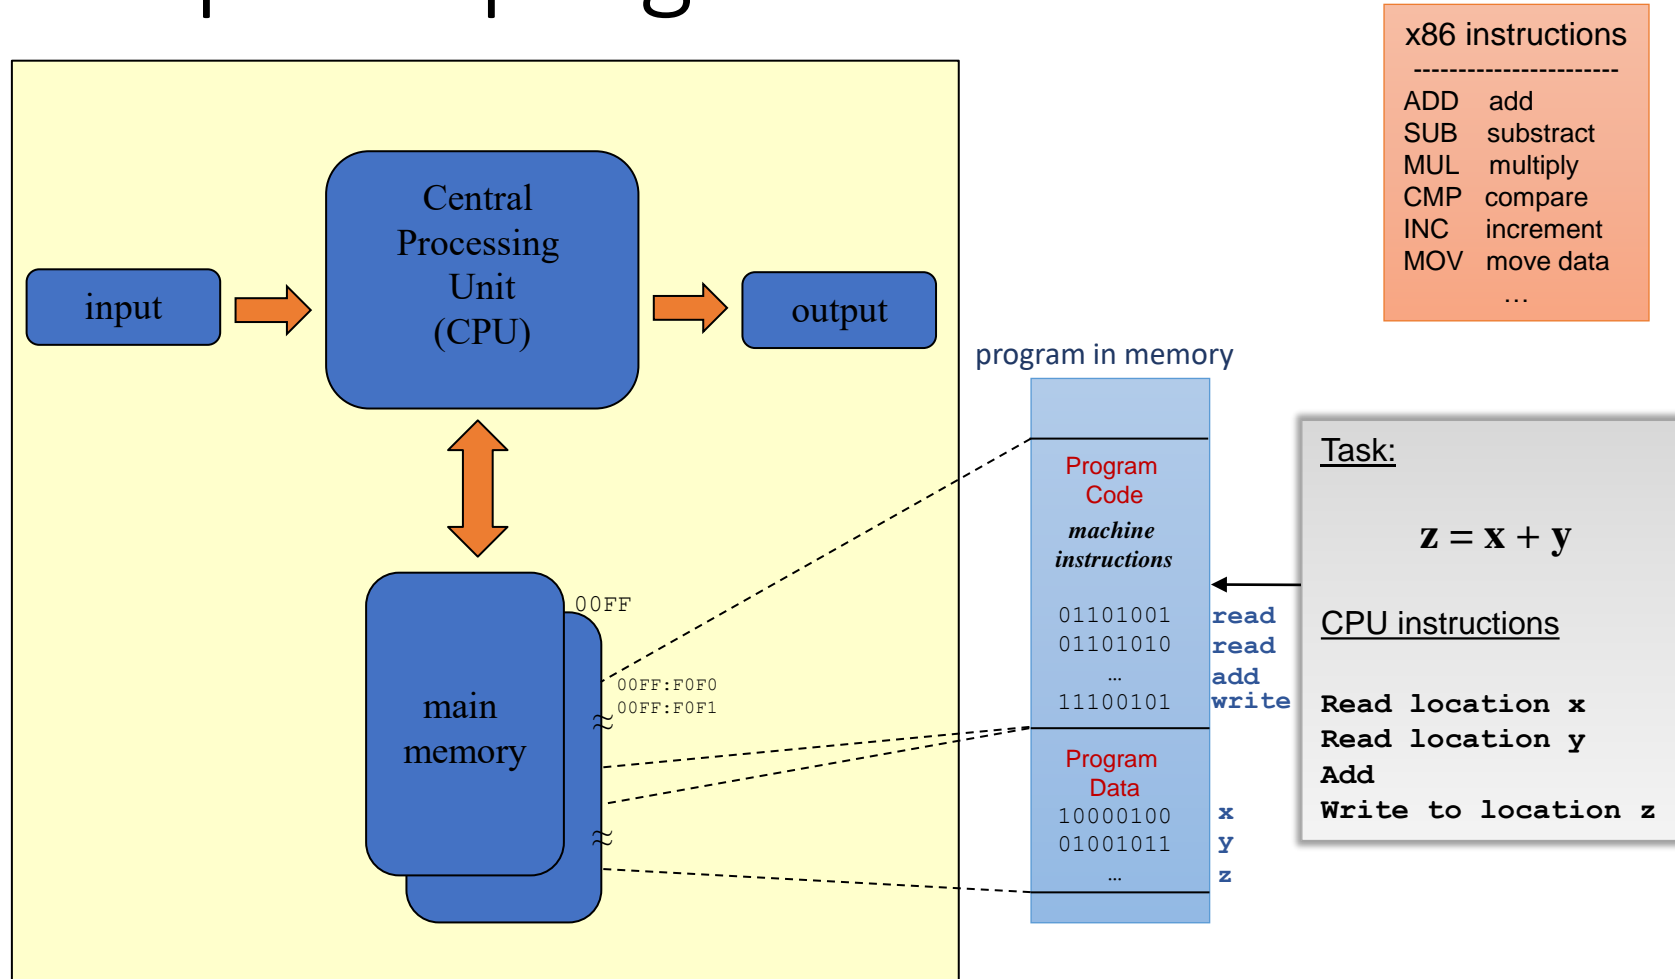 x86 instructions
-----------------------
ADD add
SUB substract
MUL multiply
CMP compare
INC increment
MOV move data
…
Central
Processing
Unit
(CPU)
input
output
main
memory
00FF
00FF:F0F0
00FF:F0F1
program in memory
Program
Code
machine
instructions
01101001 read
01101010 read
… add
11100101 write
Program
Data
10000100 x
01001011 y
… z
Task:
z = x + y
CPU instructions
Read location x
Read location y
Add
Write to location z